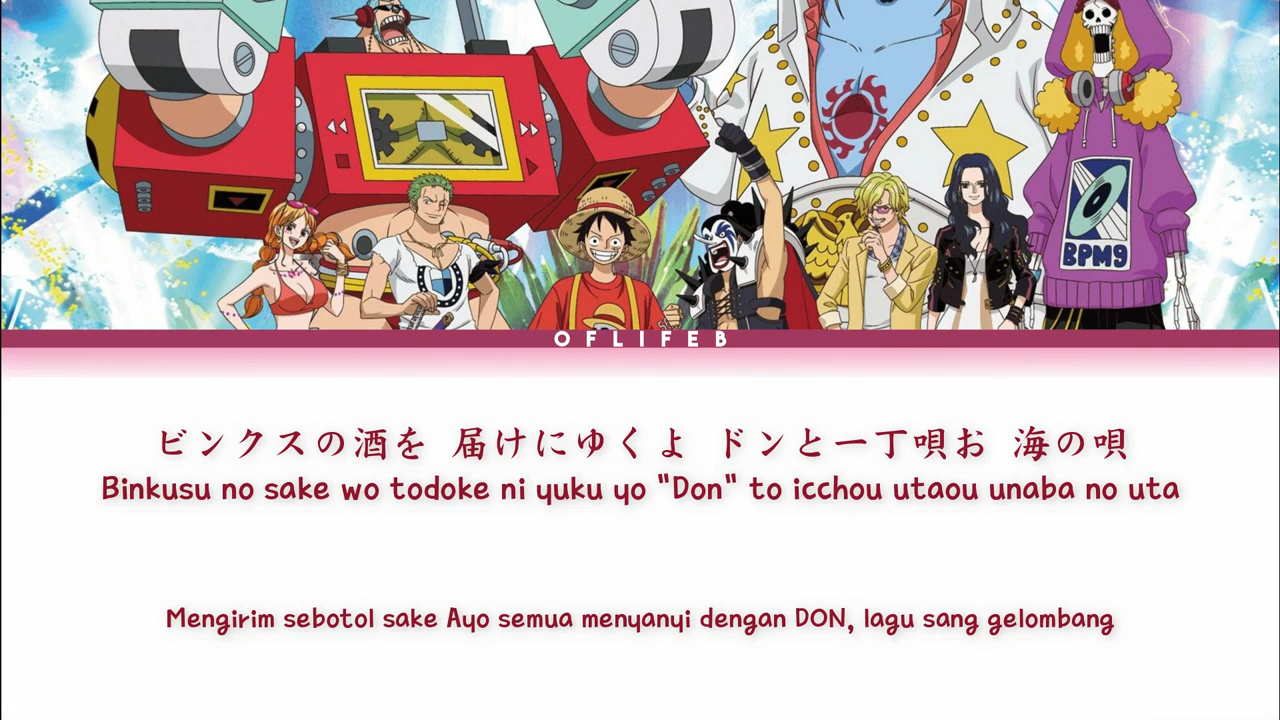 BPM9
OFLIFEB
ビンクスの酒を 届けにゆくよ ドンと一丁唄お 海の唄
Binkusu no sake wo todoke ni yuku yo "Don" to icchou utaou unaba no uta
Mengirim sebotol sake Ayo semua menyanyi dengan DON, lagu sang gelombang